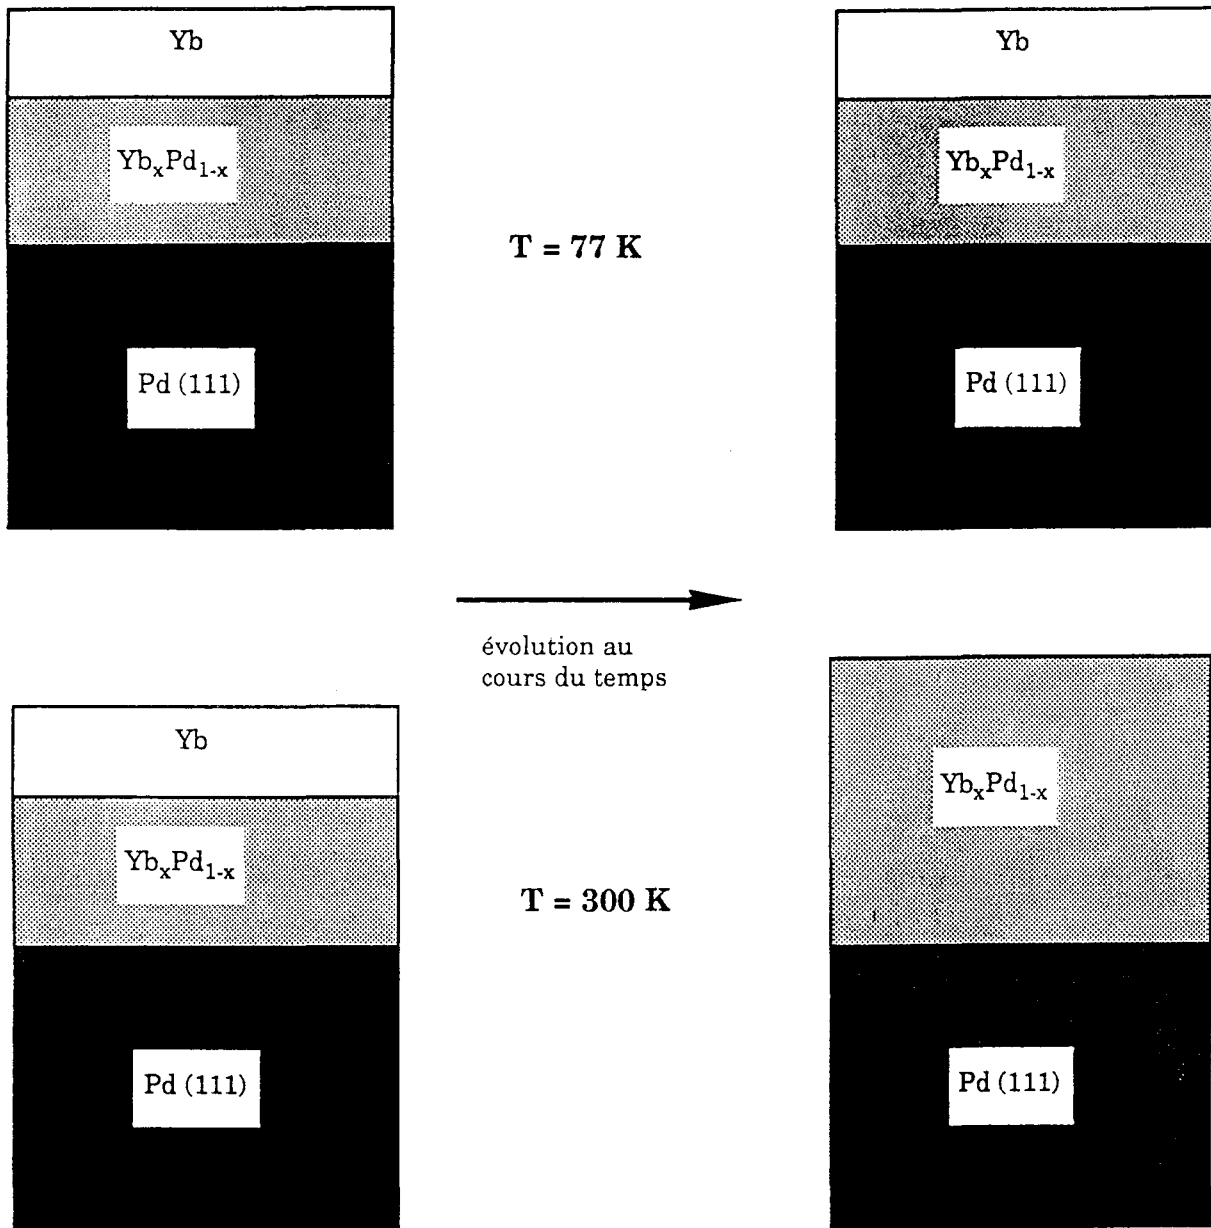 Yb
Yb
YbₓPd₁₋ₓ
YbₓPd₁₋ₓ
T = 77 K
Pd (111)
Pd (111)
évolution au
cours du temps
Yb
YbₓPd₁₋ₓ
YbₓPd₁₋ₓ
T = 300 K
Pd (111)
Pd (111)